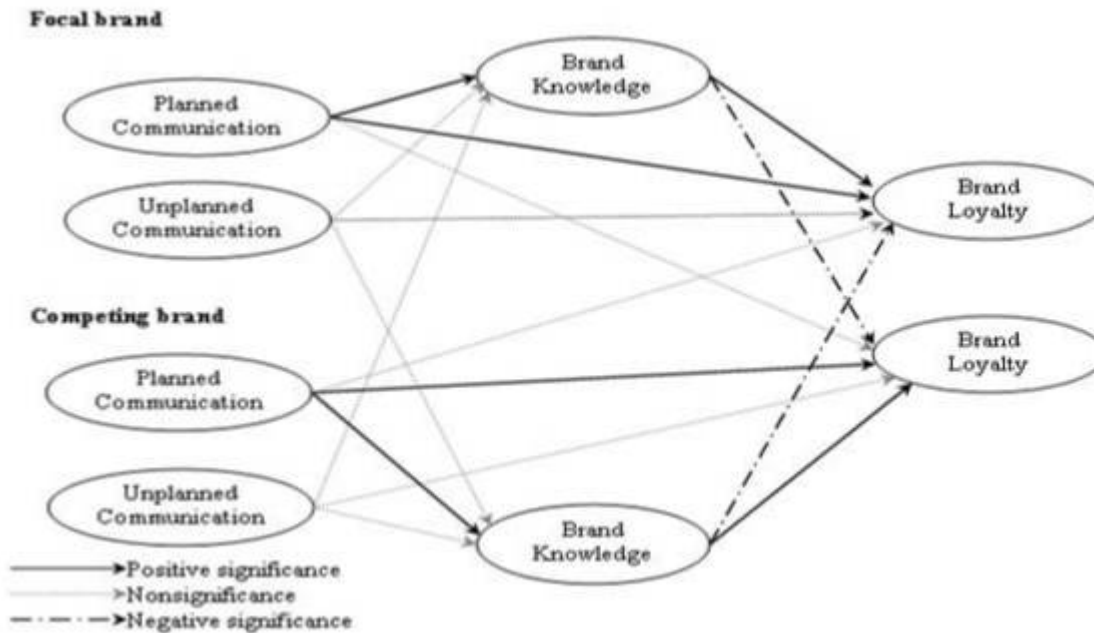 Focal brand
Brand
Knowledge
Planned
Communication
Unplanned
Communication
Brand
Loyalty
Competing brand
Brand
Loyalty
Planned
Communication
Unplanned
Communication
Brand
Knowledge
Positive significance
Nonsignificance
Negative significance